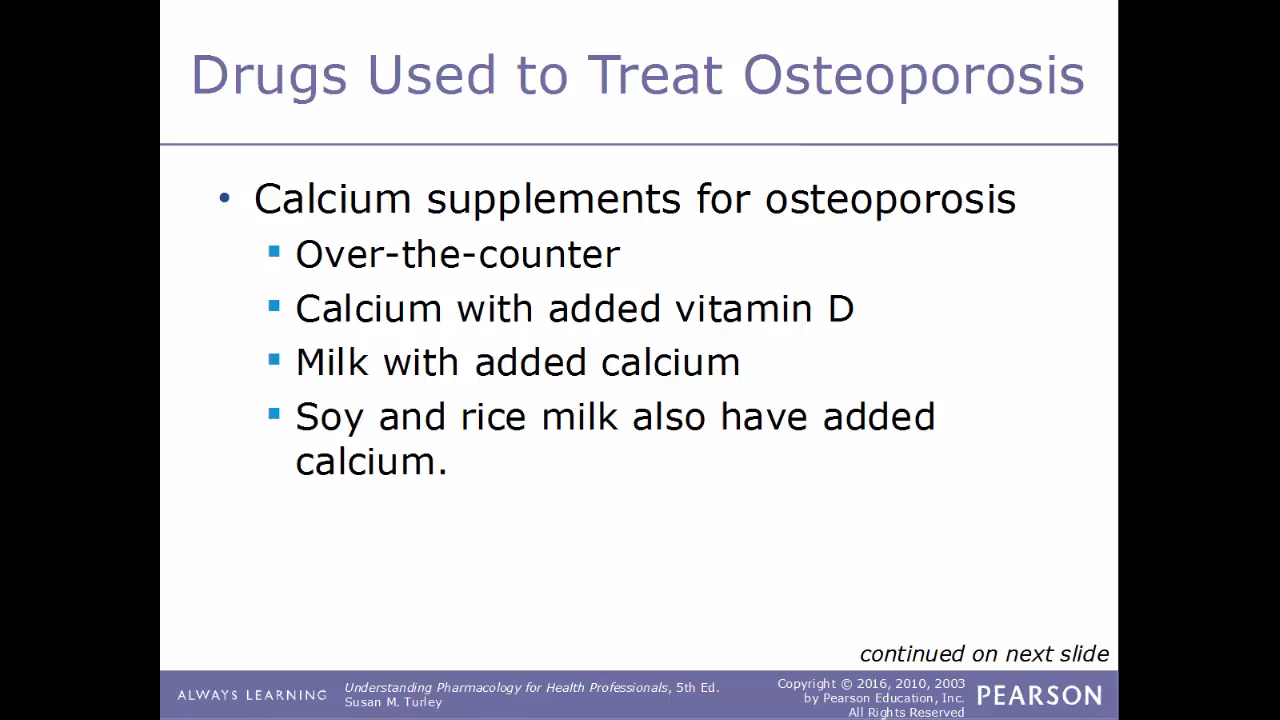 Drugs Used to Treat Osteoporosis
• Calcium supplements for osteoporosis
▪ Over-the-counter
▪ Calcium with added vitamin D
▪ Milk with added calcium
▪ Soy and rice milk also have added
calcium.
continued on next slide
ALWAYS LEARNING
Understanding Pharmacology for Health Professionals, 5th Ed.
Susan M. Turley
Copyright © 2016, 2010, 2003
by Pearson Education, Inc.
All Rights Reserved
PEARSON